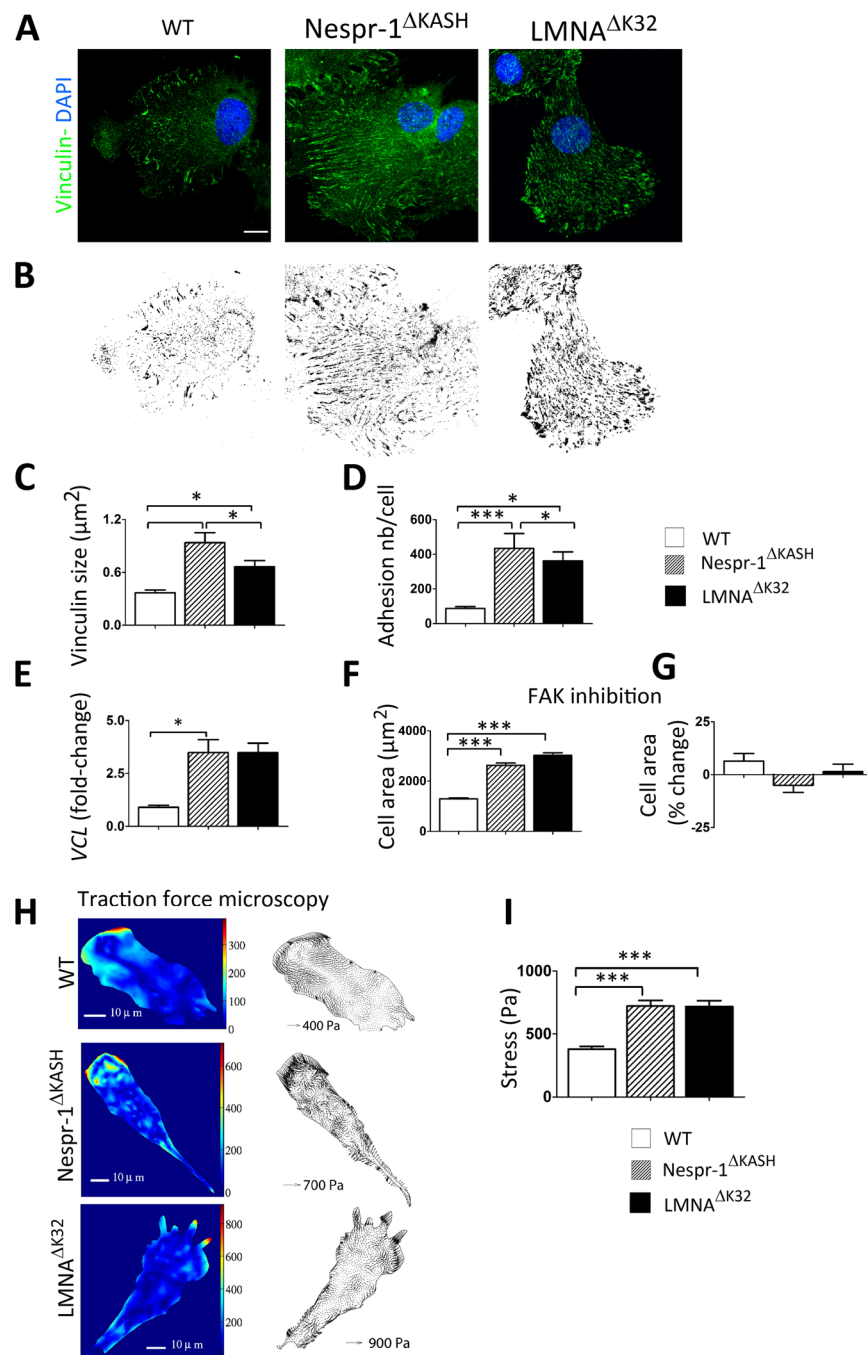 A
WT
Nespr-1ΔKASH
LMNAΔK32
Vinculin- DAPI
B
C
Vinculin size (μm2)
1.2
0.6
0.0
*
*
D
Adhesion nb/cell
600
400
200
0
*
***
*
WT
Nespr-1ΔKASH
LMNAΔK32
E
VCL (fold-change)
5.0
2.5
0.0
*
F
Cell area (μm2)
4000
2000
0
***
***
FAK inhibition
G
Cell area
(% change)
25
0
-25
H
Traction force microscopy
WT
10 μ m
300
200
100
0
400 Pa
Nespr-1ΔKASH
10 μ m
600
400
200
0
700 Pa
LMNAΔK32
10 μ m
800
600
400
200
900 Pa
I
Stress (Pa)
1000
500
0
***
***
WT
Nespr-1ΔKASH
LMNAΔK32